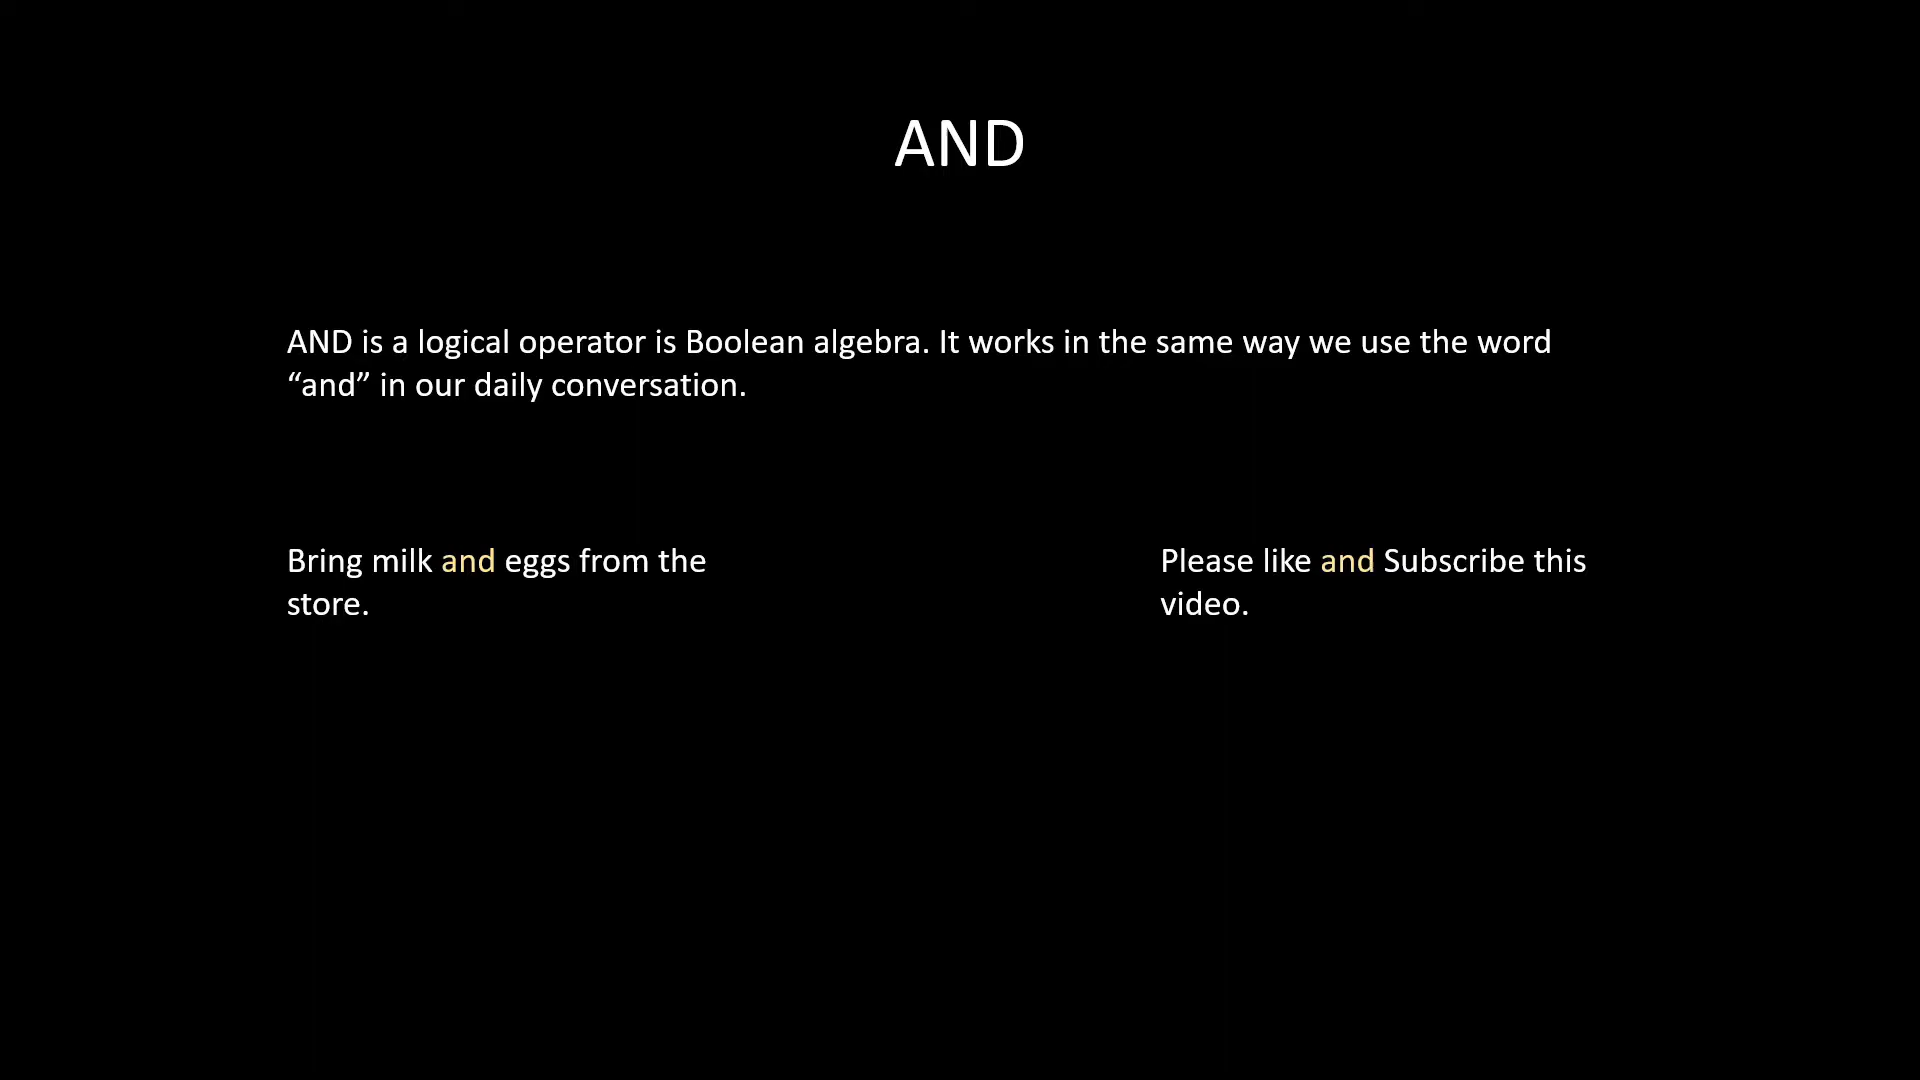 AND
AND is a logical operator is Boolean algebra. It works in the same way we use the word
“and” in our daily conversation.
Bring milk and eggs from the
store.
Please like and Subscribe this
video.